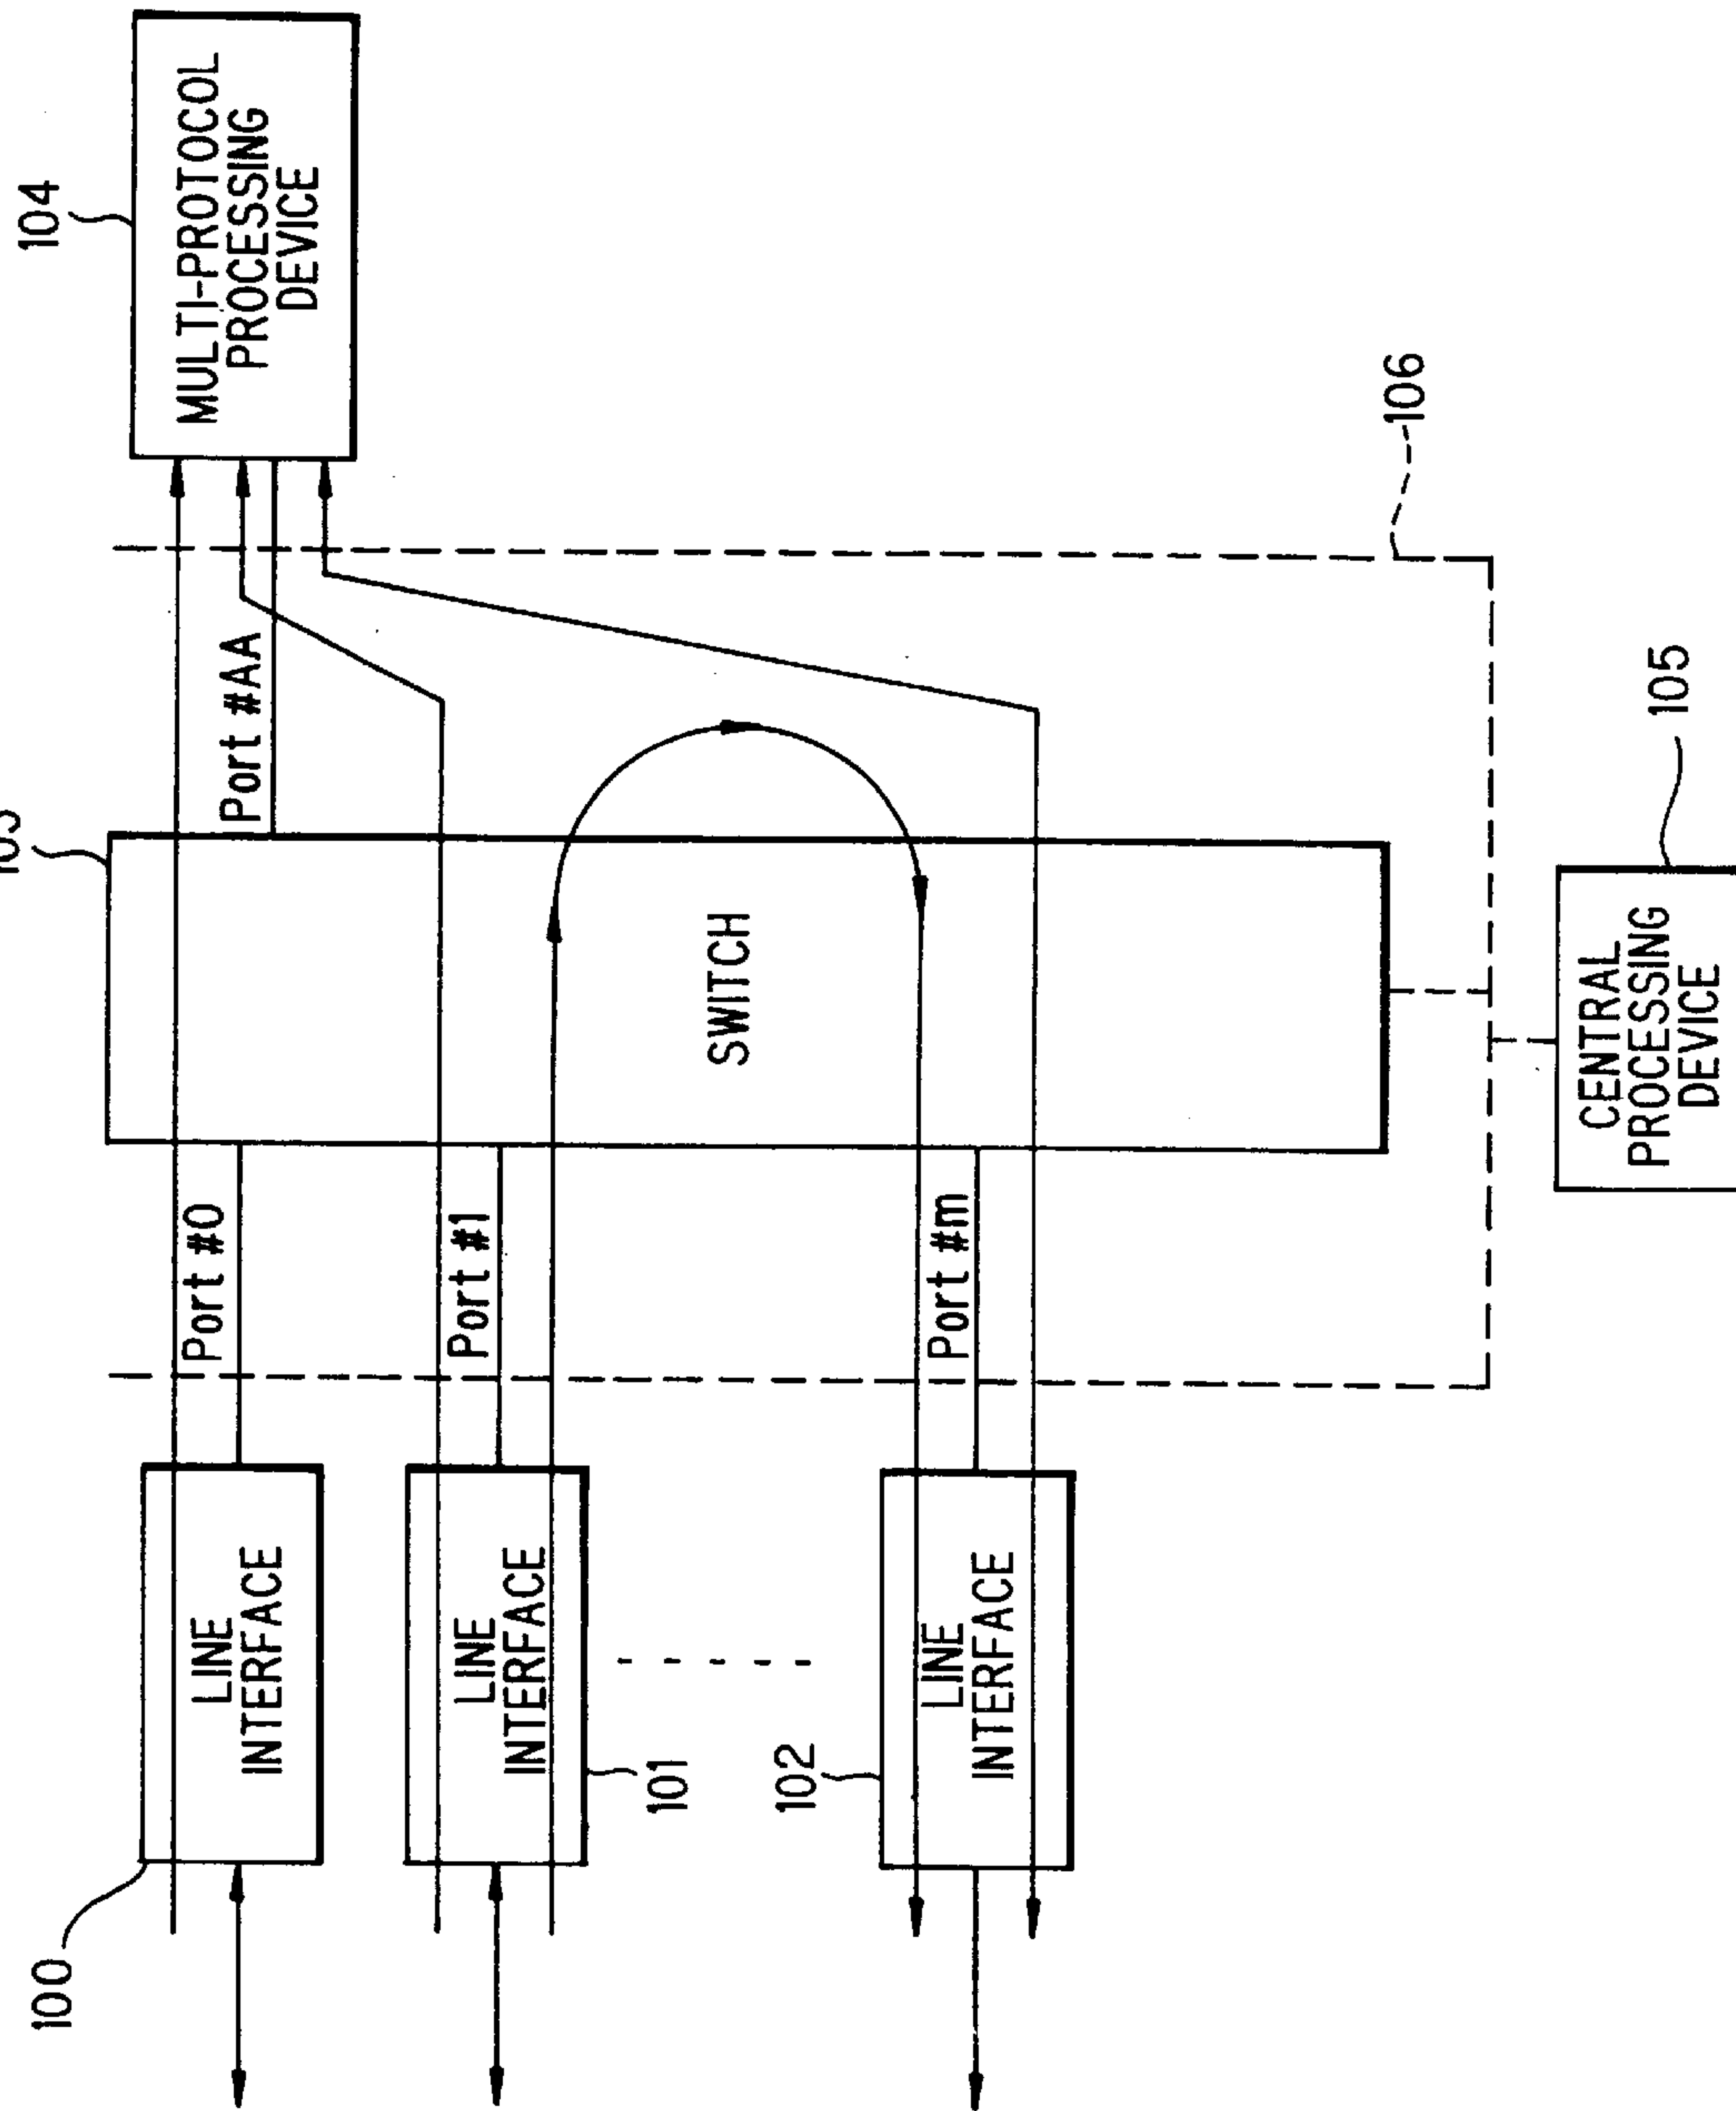 100
104
LINE
INTERFACE
Port #0
Port #AA
MULTI-PROTOCOL
PROCESSING
DEVICE
LINE
INTERFACE
Port #1
101
SWITCH
102
LINE
INTERFACE
Port #m
106
CENTRAL
PROCESSING
DEVICE
105